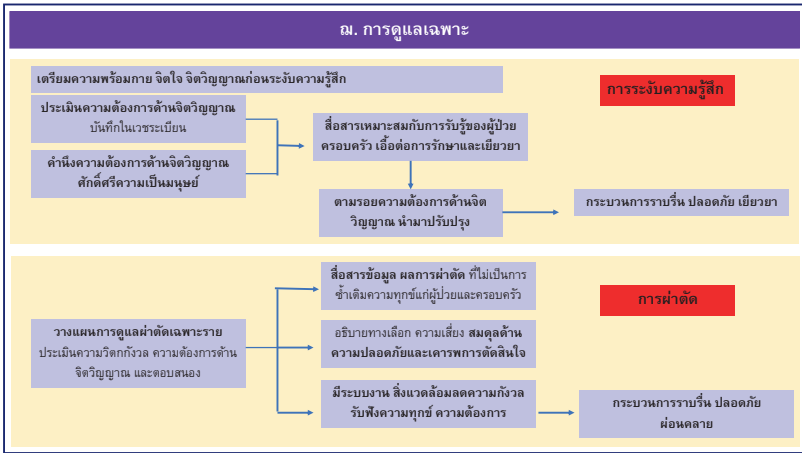 ฌ. การดูแลเฉพาะ
เตรียมความพร้อมกาย จิตใจ จิตวิญญาณก่อนระงับความรู้สึก
การระงับความรู้สึก
ประเมินความต้องการด้านจิตวิญญาณ
บันทึกในเวชระเบียน
คำนึงความต้องการด้านจิตวิญญาณ
ศักดิ์ศรีความเป็นมนุษย์
สื่อสารเหมาะสมกับการรับรู้ของผู้ป่วย
ครอบครัว เอื้อต่อการรักษาและเยียวยา
ตามรอยความต้องการด้านจิต
วิญญาณ นำมาปรับปรุง
กระบวนการราบรื่น ปลอดภัย เยียวยา
การผ่าตัด
วางแผนการดูแลผ่าตัดเฉพาะราย
ประเมินความวิตกกังวล ความต้องการด้าน
จิตวิญญาณ และตอบสนอง
สื่อสารข้อมูล ผลการผ่าตัด ที่ไม่เป็นการ
ซ้ำเติมความทุกข์แก่ผู้ป่วยและครอบครัว
อธิบายทางเลือก ความเสี่ยง สมดุลด้าน
ความปลอดภัยและเคารพการตัดสินใจ
มีระบบงาน สิ่งแวดล้อมลดความกังวล
รับฟังความทุกข์ ความต้องการ
กระบวนการราบรื่น ปลอดภัย
ผ่อนคลาย